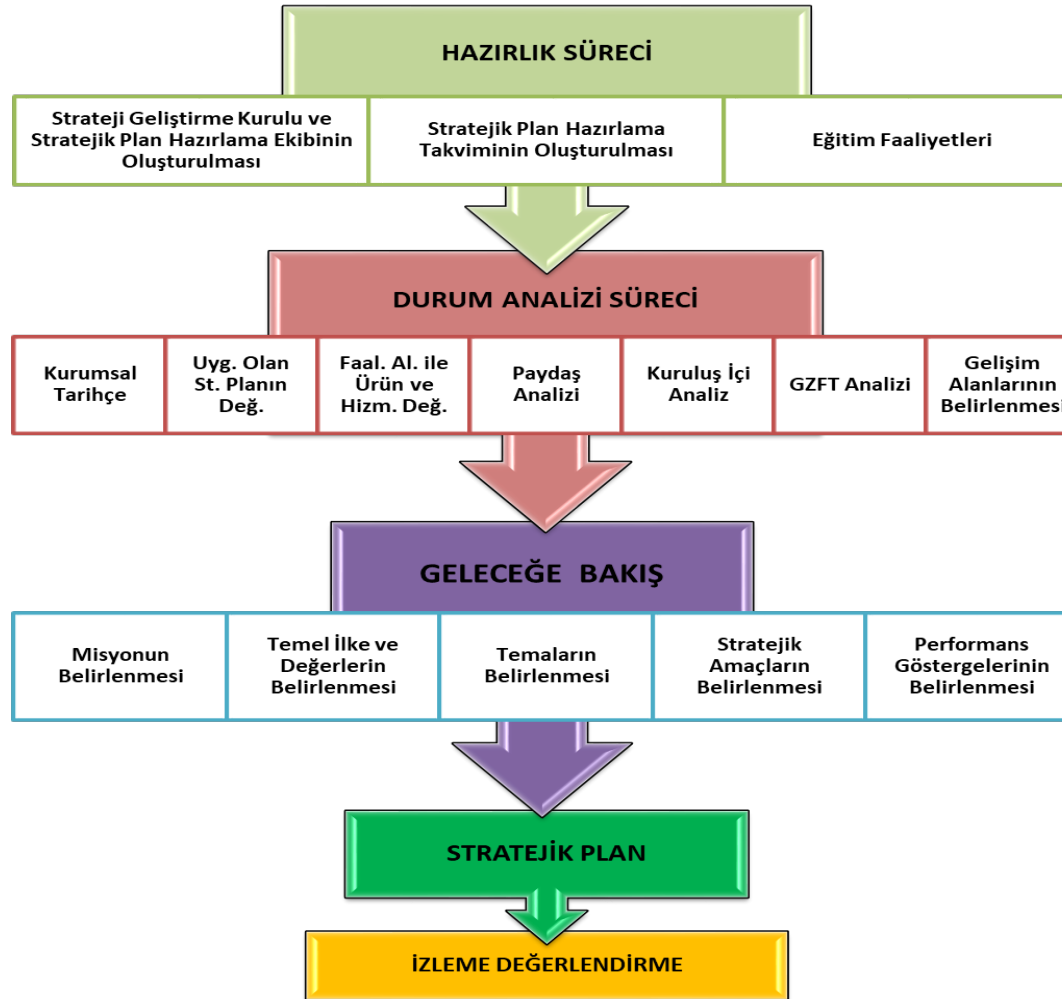 HAZIRLIK SÜRECİ
Strateji Geliştirme Kurulu ve
Stratejik Plan Hazırlama Ekibinin
Oluşturulması
Stratejik Plan Hazırlama
Takviminin Oluşturulması
Eğitim Faaliyetleri
DURUM ANALİZİ SÜRECİ
Kurumsal
Tarihçe
Uyg. Olan
St. Planın
Değ.
Faal. Al. ile
Ürün ve
Hizm. Değ.
Paydaş
Analizi
Kuruluş İçi
Analiz
GZFT Analizi
Gelişim
Alanlarının
Belirlenmesi
GELECEĞE BAKIŞ
Misyonun
Belirlenmesi
Temel İlke ve
Değerlerin
Belirlenmesi
Temaların
Belirlenmesi
Stratejik
Amaçların
Belirlenmesi
Performans
Göstergelerinin
Belirlenmesi
STRATEJİK PLAN
İZLEME DEĞERLENDİRME